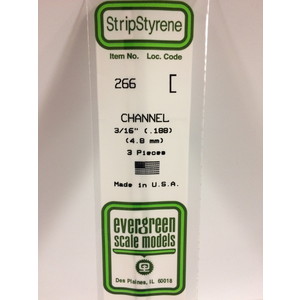 StripStyrene
Item No. Loc. Code
266 [
CHANNEL
3/16" (.188)
(4.8 mm)
3 Pieces
Made in U.S.A.
evergreen
scale models
Des Plaines, IL 60018